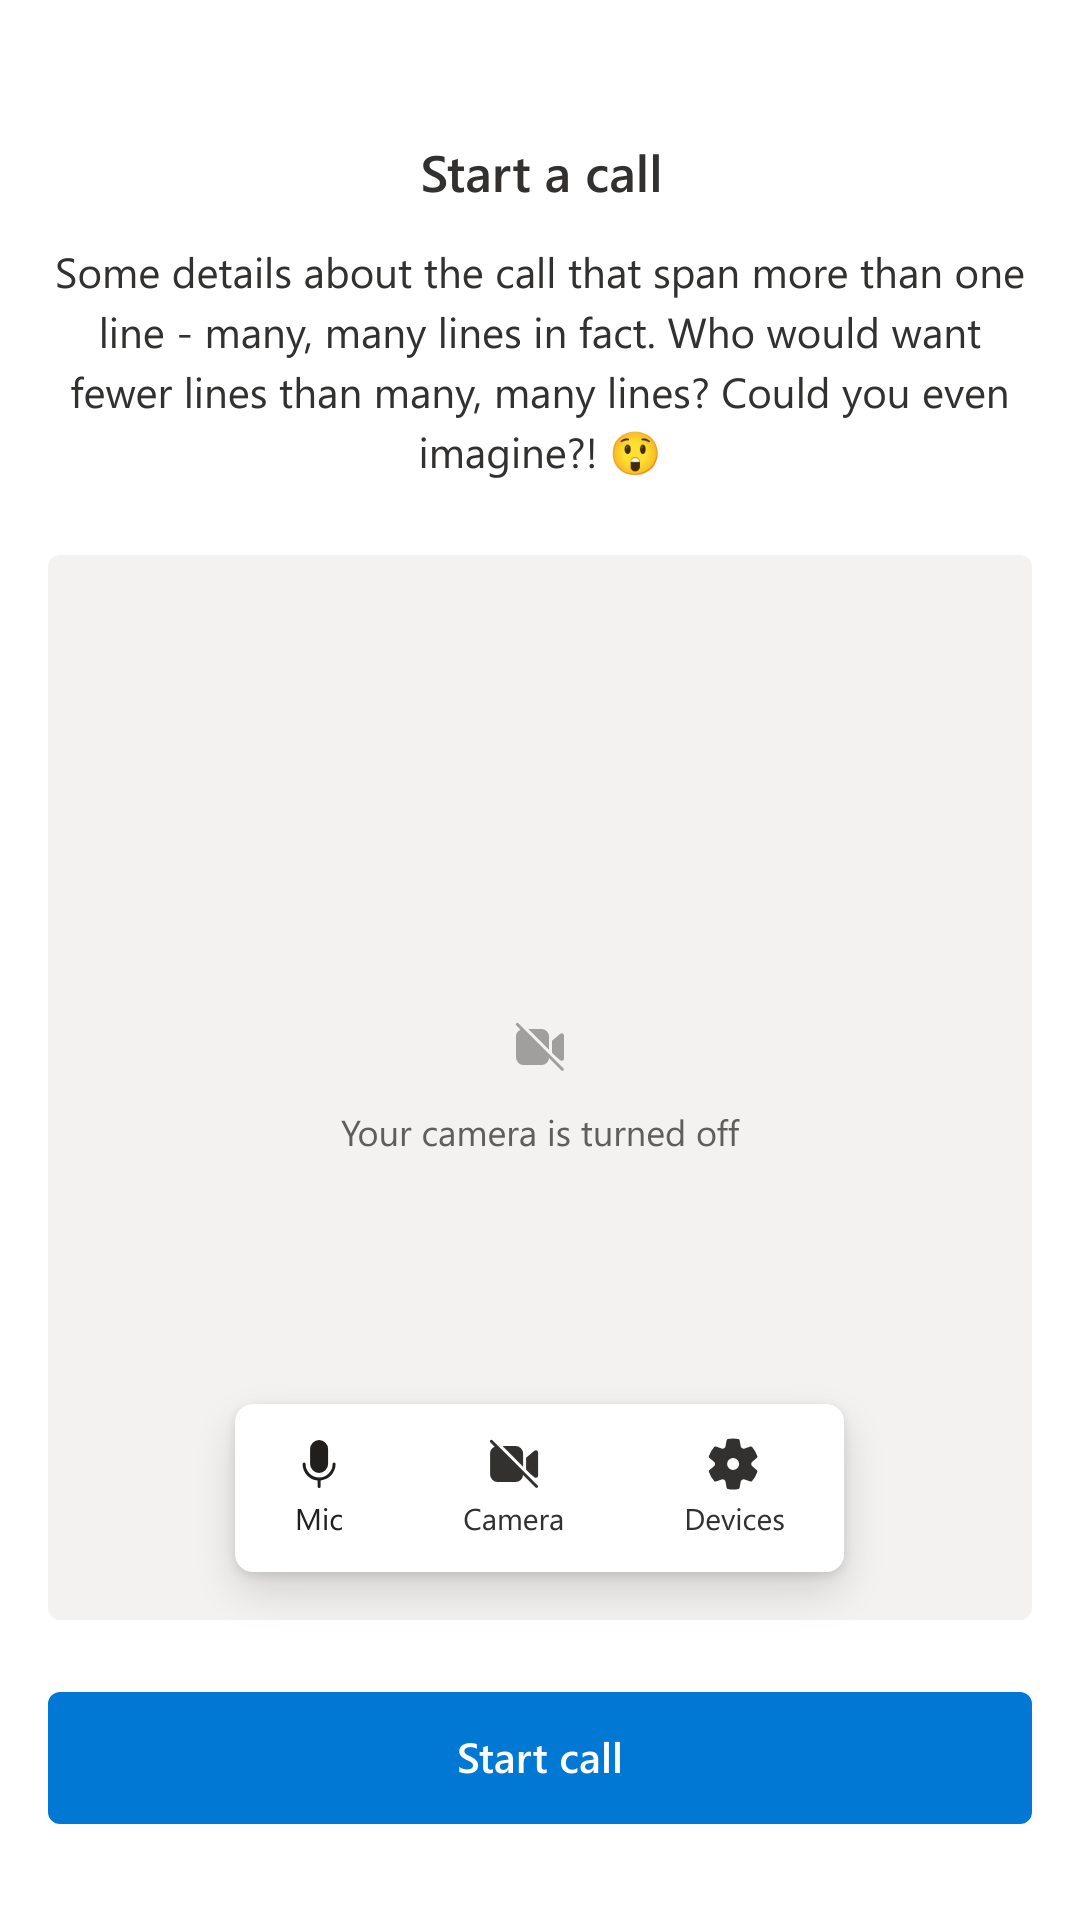 Start a call
Some details about the call that span more than one
line - many, many lines in fact. Who would want
fewer lines than many, many lines? Could you even
imagine?! 😲
Your camera is turned off
Mic Camera Devices
Start call